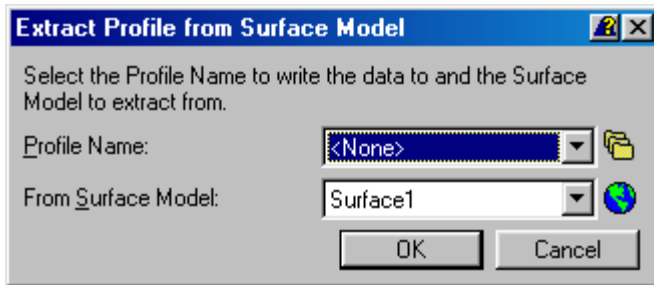 Extract Profile from Surface Model
Select the Profile Name to write the data to and the Surface
Model to extract from.
Profile Name: <None>
From Surface Model: Surface1
OK Cancel